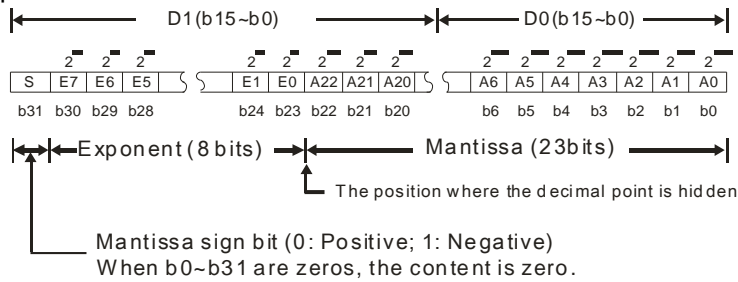 D1(b15~b0) D0(b15~b0)
2 2 2 2 2 2 2 2 2 2 2 2 2 2 2 2
S E7 E6 E5 E1 E0 A22 A21 A20 A6 A5 A4 A3 A2 A1 A0
b31 b30 b29 b28 b24 b23 b22 b21 b20 b6 b5 b4 b3 b2 b1 b0
Exponent (8 bits) Mantissa (23bits)
The position where the decimal point is hidden
Mantissa sign bit (0: Positive; 1: Negative)
When b0~b31 are zeros, the content is zero.